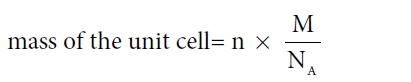 mass of the unit cell= n × M/N_A